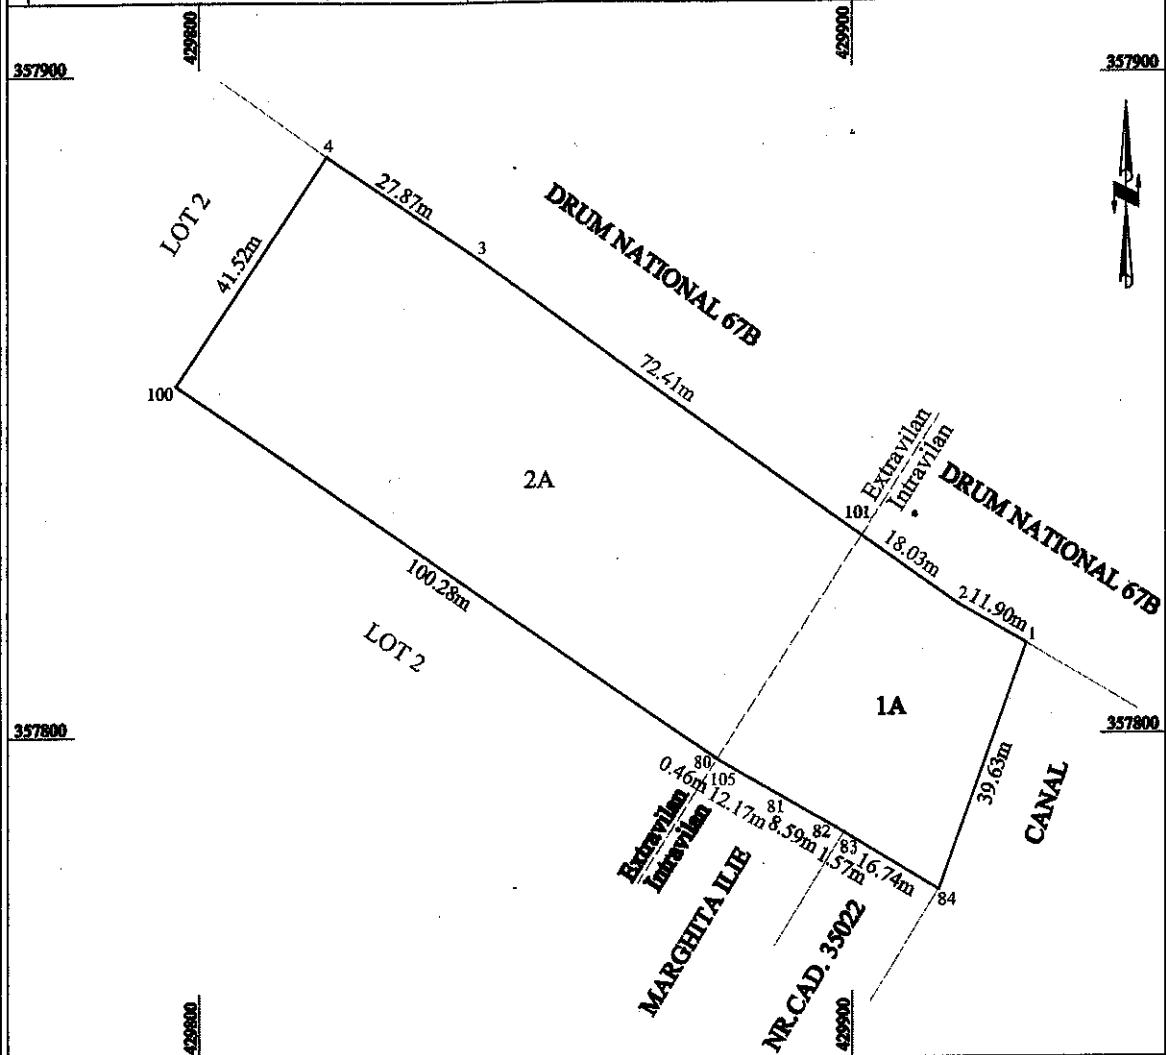 429800
429900
357900
357900
4
27.87m
3
DRUM NATIONAL 67B
LOT 2
41.52m
72.41m
100
2A
Extravilan
Intravilan
101
18.03m
DRUM NATIONAL 67B
2
11.90m
1
100.28m
LOT 2
1A
357800
357800
80
105
0.46m
12.17m
81
8.59m
82
1.57m
83
16.74m
84
39.63m
CANAL
Extravilan
Intravilan
MARGHITA ILIE
NR.CAD. 35022
429800
429900